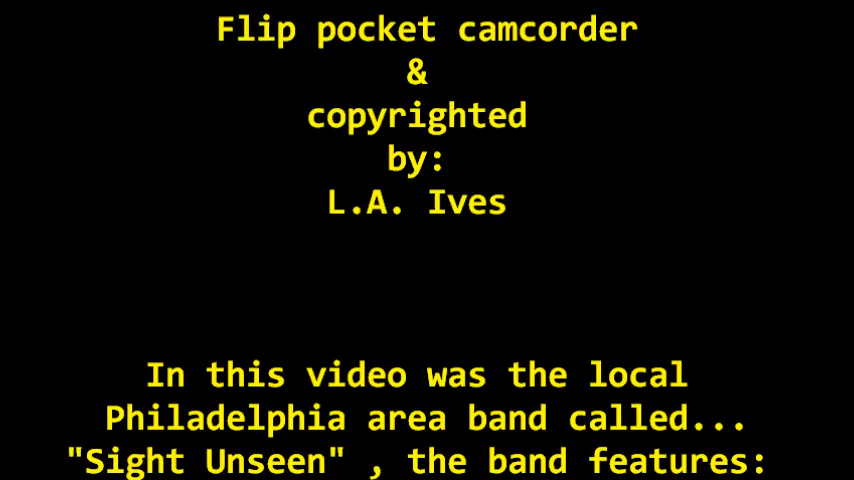 Flip pocket camcorder
&
copyrighted
by:
L.A. Ives
In this video was the local
Philadelphia area band called...
"Sight Unseen" , the band features: